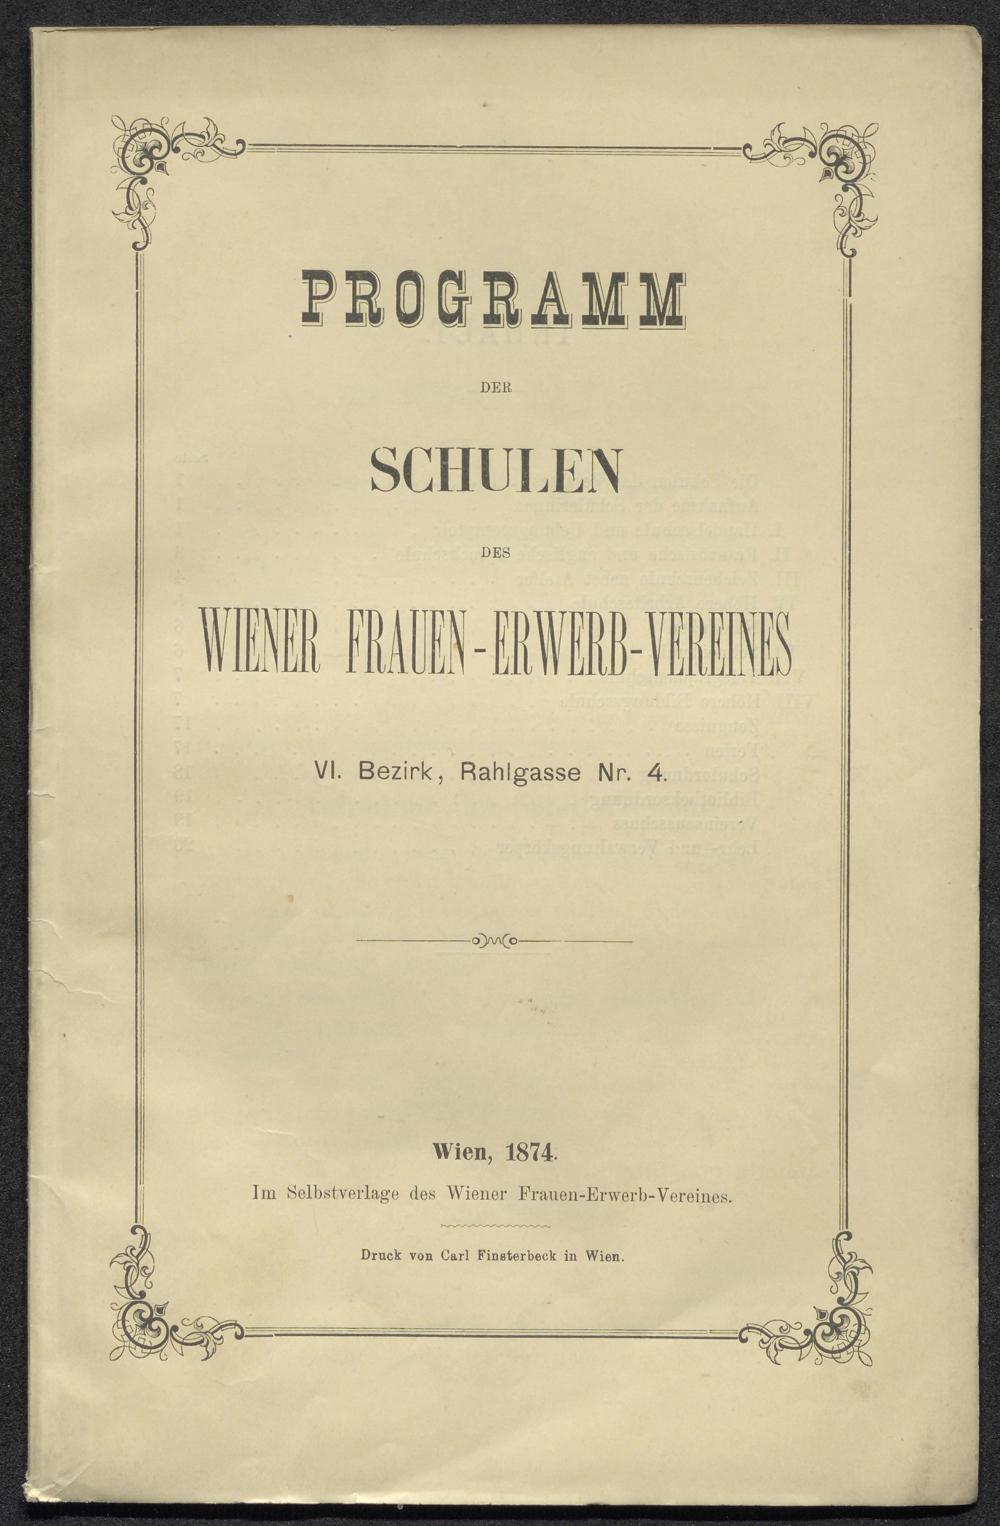 PROGRAMM
DER
SCHULEN
DES
WIENER FRAUEN-ERWERB-VEREINES
VI. Bezirk, Rahlgasse Nr. 4.
Wien, 1874.
Im Selbstverlage des Wiener Frauen-Erwerb-Vereines.
Druck von Carl Finsterbeck in Wien.